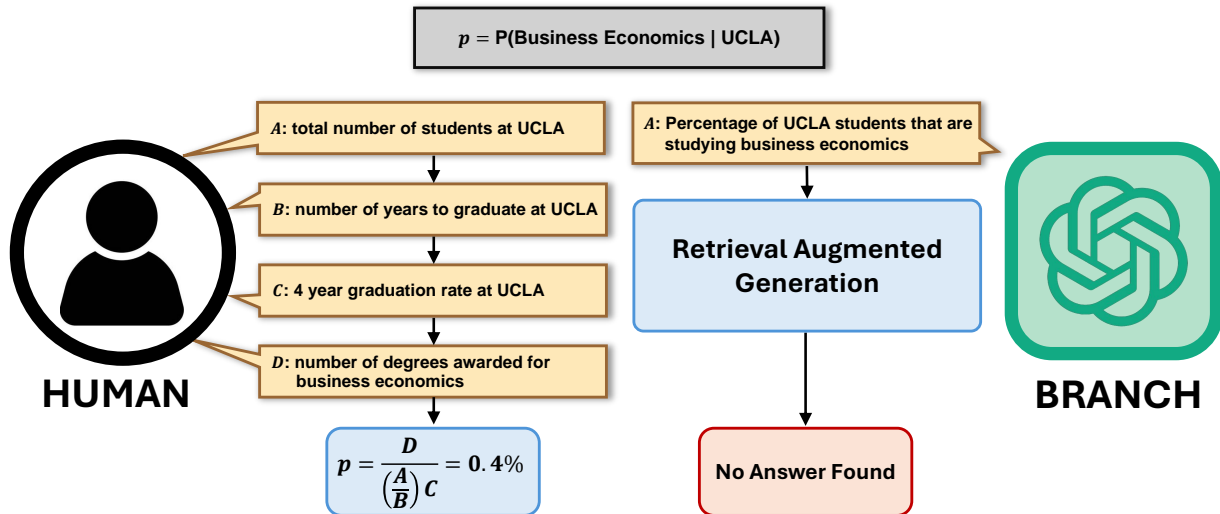 p = P(Business Economics | UCLA)
A: total number of students at UCLA
B: number of years to graduate at UCLA
C: 4 year graduation rate at UCLA
D: number of degrees awarded for
business economics
p = D / ((A/B) C) = 0.4%
HUMAN
A: Percentage of UCLA students that are
studying business economics
Retrieval Augmented
Generation
No Answer Found
BRANCH